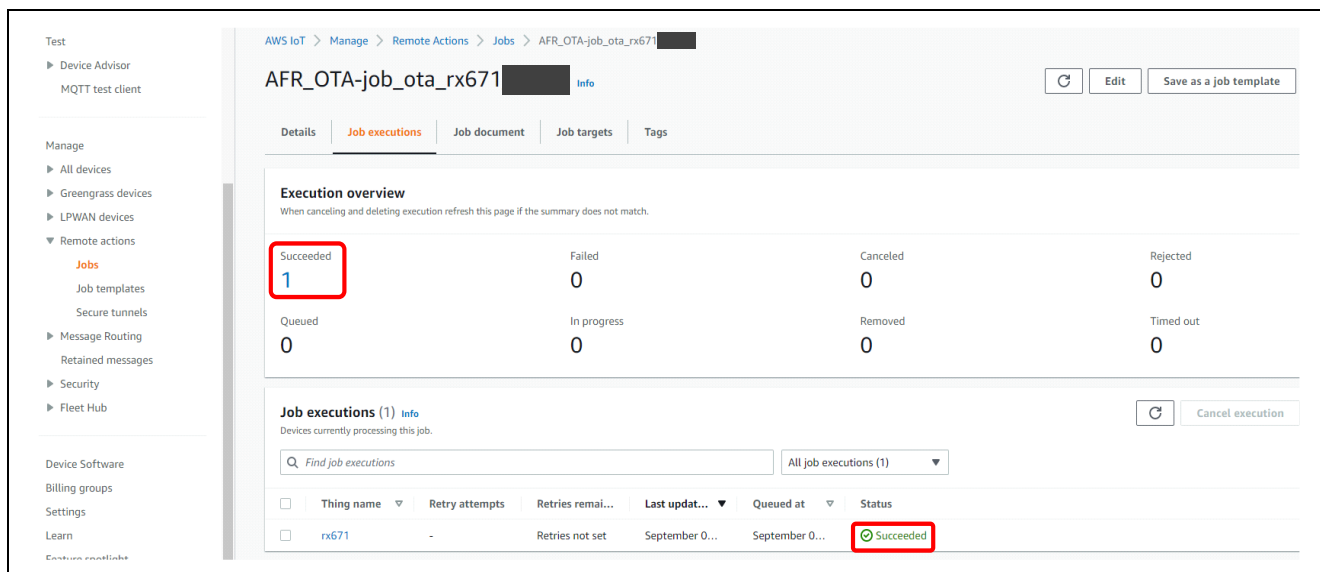 Test
Device Advisor
MQTT test client
Manage
All devices
Greengrass devices
LPWAN devices
Remote actions
Jobs
Job templates
Secure tunnels
Message Routing
Retained messages
Security
Fleet Hub
Device Software
Billing groups
Settings
Learn
Feature spotlight
AWS IoT > Manage > Remote Actions > Jobs > AFR_OTA-job_ota_rx671
AFR_OTA-job_ota_rx671 Info
Edit Save as a job template
Details Job executions Job document Job targets Tags
Execution overview
When canceling and deleting execution refresh this page if the summary does not match.
Succeeded Failed Canceled Rejected
1 0 0 0
Queued In progress Removed Timed out
0 0 0 0
Job executions (1) Info
Cancel execution
Devices currently processing this job.
Find job executions All job executions (1)
Thing name Retry attempts Retries remai... Last updat... Queued at Status
rx671 - Retries not set September 0... September 0... Succeeded